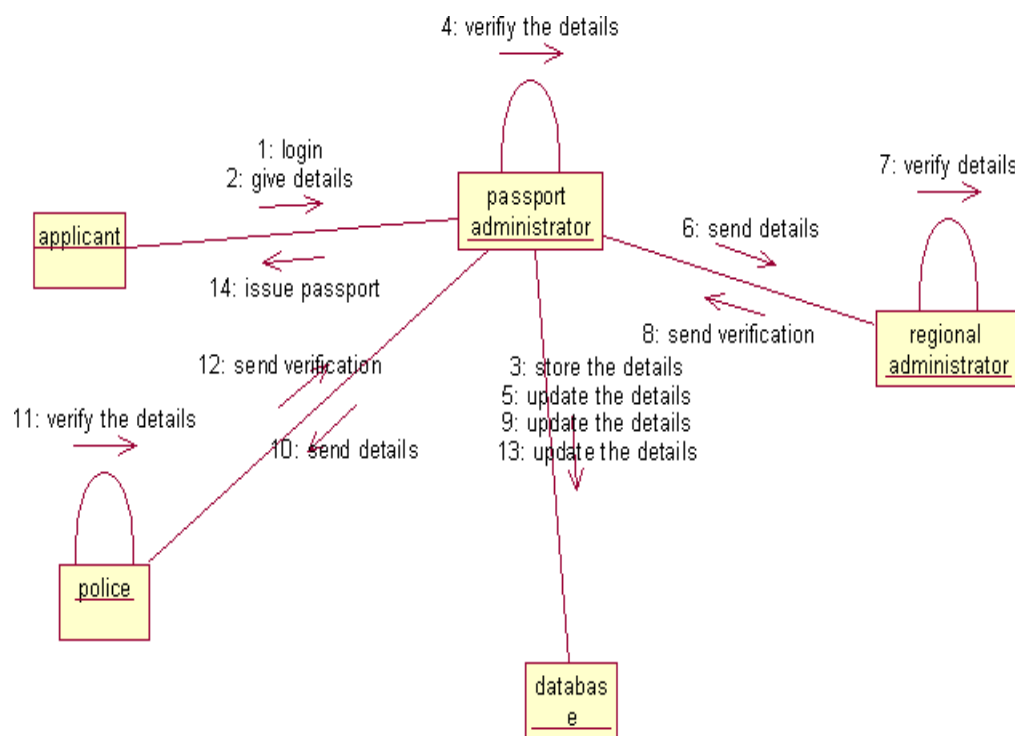 4: verifiy the details
1: login
2: give details
7: verify details
passport
administrator
applicant
6: send details
14: issue passport
8: send verification
regional
administrator
12: send verification
3: store the details
5: update the details
9: update the details
13: update the details
11: verify the details
10: send details
police
databas
e